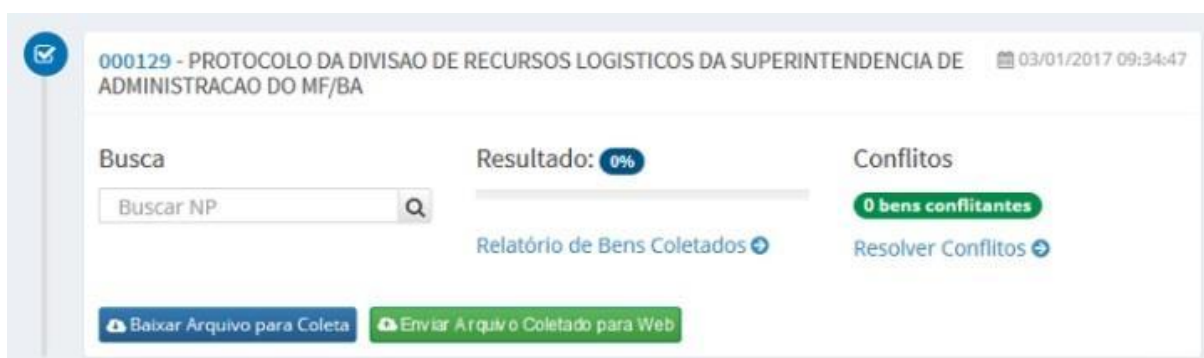 000129 - PROTOCOLO DA DIVISAO DE RECURSOS LOGISTICOS DA SUPERINTENDENCIA DE
ADMINISTRACAO DO MF/BA
03/01/2017 09:34:47
Busca
Buscar NP
Resultado: 0%
Relatório de Bens Coletados
Conflitos
0 bens conflitantes
Resolver Conflitos
Baixar Arquivo para Coleta
Enviar Arquivo Coletado para Web